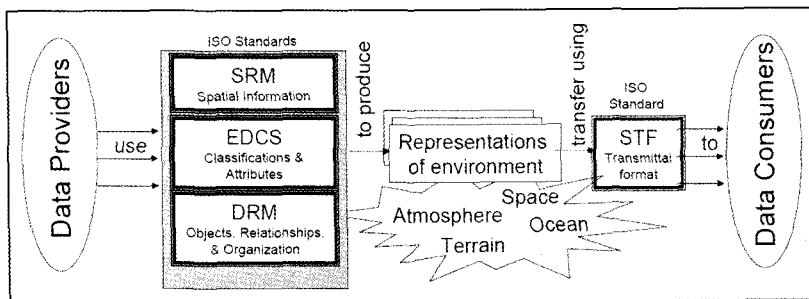 Data Providers
use
ISO Standards
SRM
Spatial Information
EDCS
Classifications &
Attributes
DRM
Objects, Relationships,
& Organization
to produce
Representations
of environment
Atmosphere
Space
Ocean
Terrain
transfer using
ISO
Standard
STF
Transmittal
format
to
Data Consumers